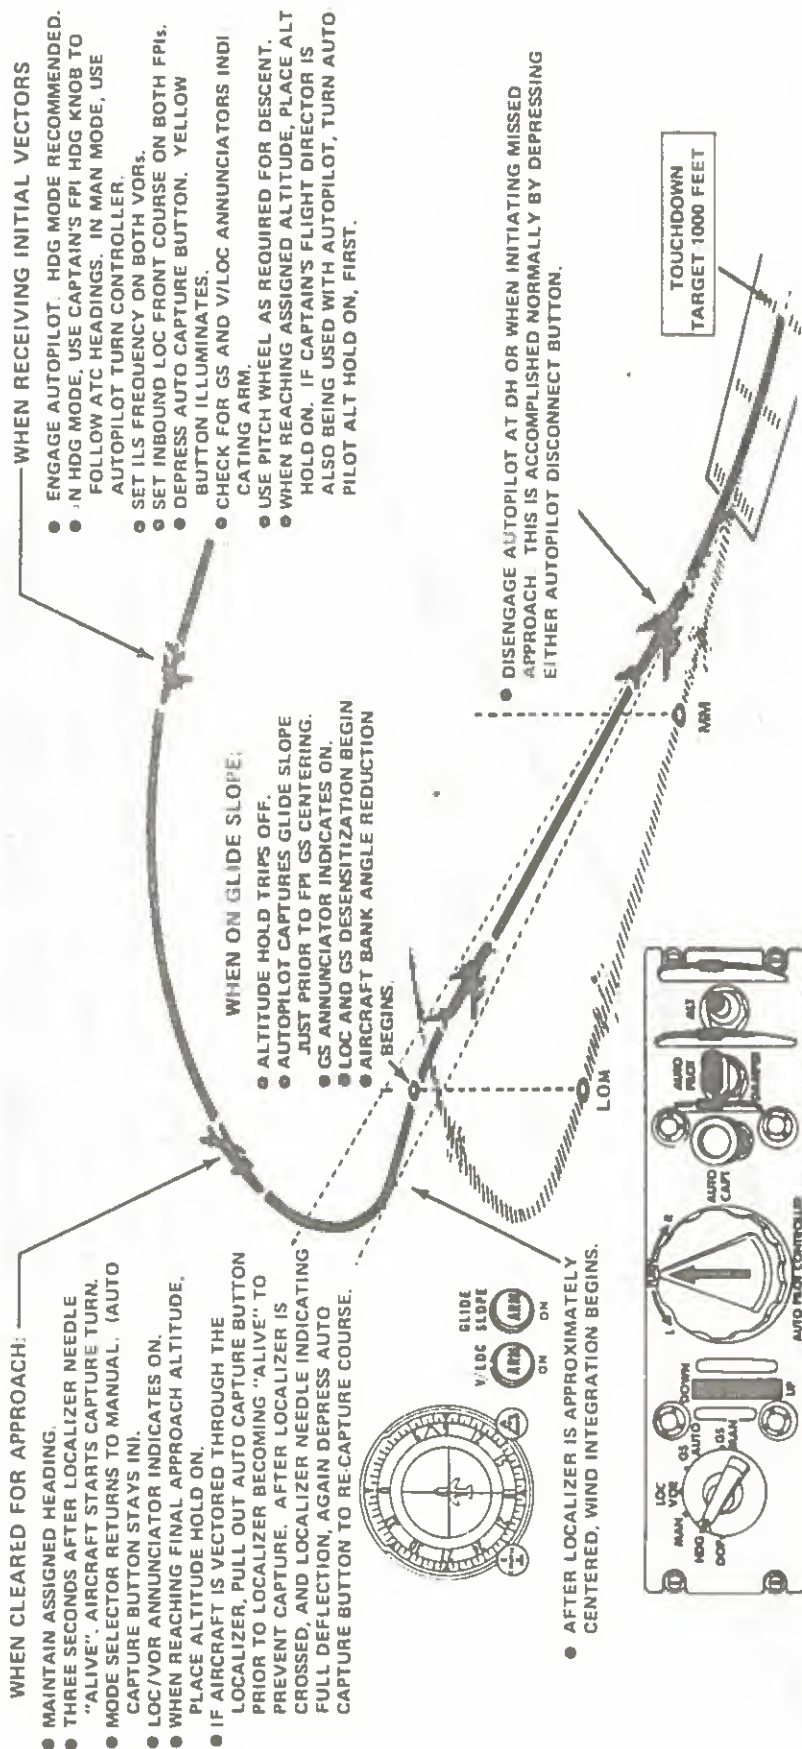 WHEN RECEIVING INITIAL VECTORS
● ENGAGE AUTOPILOT. HDG MODE RECOMMENDED.
● IN HDG MODE, USE CAPTAIN'S FPI HDG KNOB TO
FOLLOW ATC HEADINGS. IN MAN MODE, USE
AUTOPILOT TURN CONTROLLER.
● SET ILS FREQUENCY ON BOTH VORs.
● SET INBOUND LOC FRONT COURSE ON BOTH FPIs.
● DEPRESS AUTO CAPTURE BUTTON. YELLOW
BUTTON ILLUMINATES.
● CHECK FOR GS AND V/LOC ANNUNCIATORS INDI
CATING ARM.
● USE PITCH WHEEL AS REQUIRED FOR DESCENT.
● WHEN REACHING ASSIGNED ALTITUDE, PLACE ALT
HOLD ON. IF CAPTAIN'S FLIGHT DIRECTOR IS
ALSO BEING USED WITH AUTOPILOT, TURN AUTO
PILOT ALT HOLD ON, FIRST.
WHEN CLEARED FOR APPROACH:
● MAINTAIN ASSIGNED HEADING.
● THREE SECONDS AFTER LOCALIZER NEEDLE
"ALIVE". AIRCRAFT STARTS CAPTURE TURN.
● MODE SELECTOR RETURNS TO MANUAL. (AUTO
CAPTURE BUTTON STAYS IN).
● LOC/VOR ANNUNCIATOR INDICATES ON.
● WHEN REACHING FINAL APPROACH ALTITUDE,
PLACE ALTITUDE HOLD ON.
● IF AIRCRAFT IS VECTORED THROUGH THE
LOCALIZER, PULL OUT AUTO CAPTURE BUTTON
PRIOR TO LOCALIZER BECOMING "ALIVE" TO
PREVENT CAPTURE. AFTER LOCALIZER IS
CROSSED, AND LOCALIZER NEEDLE INDICATING
FULL DEFLECTION, AGAIN DEPRESS AUTO
CAPTURE BUTTON TO RE-CAPTURE COURSE.
WHEN ON GLIDE SLOPE:
● ALTITUDE HOLD TRIPS OFF.
● AUTOPILOT CAPTURES GLIDE SLOPE
JUST PRIOR TO FPI GS CENTERING.
● GS ANNUNCIATOR INDICATES ON.
● LOC AND GS DESENSITIZATION BEGIN
● AIRCRAFT BANK ANGLE REDUCTION
BEGINS.
● DISENGAGE AUTOPILOT AT DH OR WHEN INITIATING MISSED
APPROACH. THIS IS ACCOMPLISHED NORMALLY BY DEPRESSING
EITHER AUTOPILOT DISCONNECT BUTTON.
TOUCHDOWN
TARGET 1000 FEET
MM
LOM
V/LOC
GLIDE
SLOPE
ARM
ARM
ON
ON
● AFTER LOCALIZER IS APPROXIMATELY
CENTERED, WIND INTEGRATION BEGINS.
LOC
VOR
MAN
GS
AUTO
HDG
GS
MAN
DOP
DOWN
UP
L
TURN
R
AUTO PILOT CONTROLLER
AUTO
CAPT
AUTO
PILOT
DAMPER
ALT